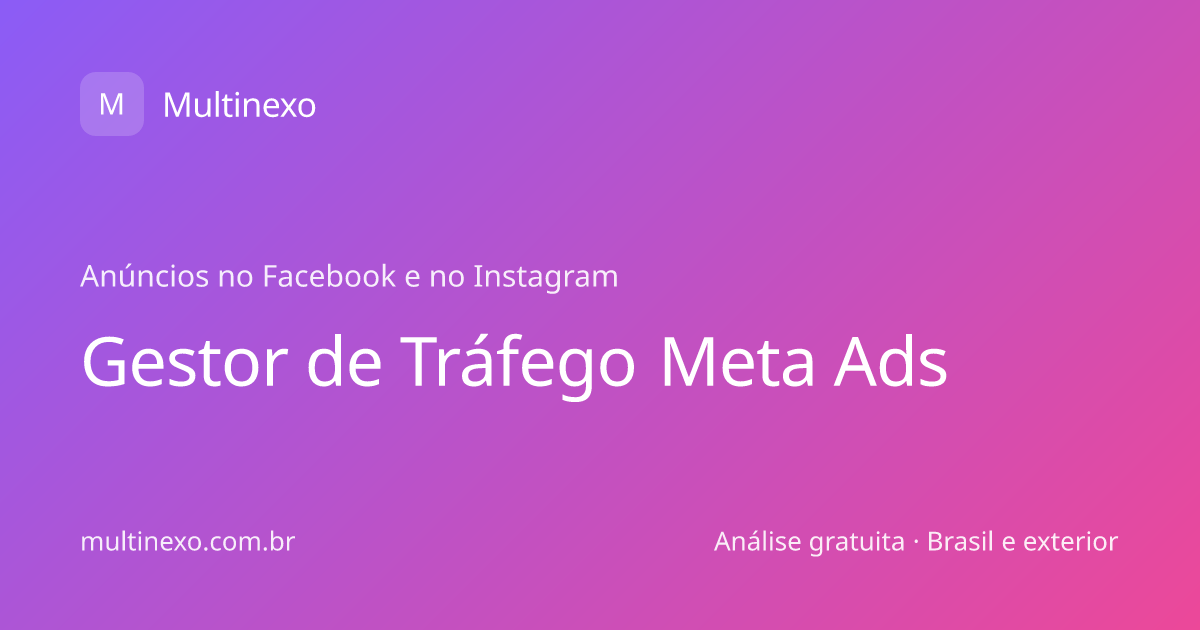 M
Multinexo
Anúncios no Facebook e no Instagram
Gestor de Tráfego Meta Ads
multinexo.com.br
Análise gratuita · Brasil e exterior